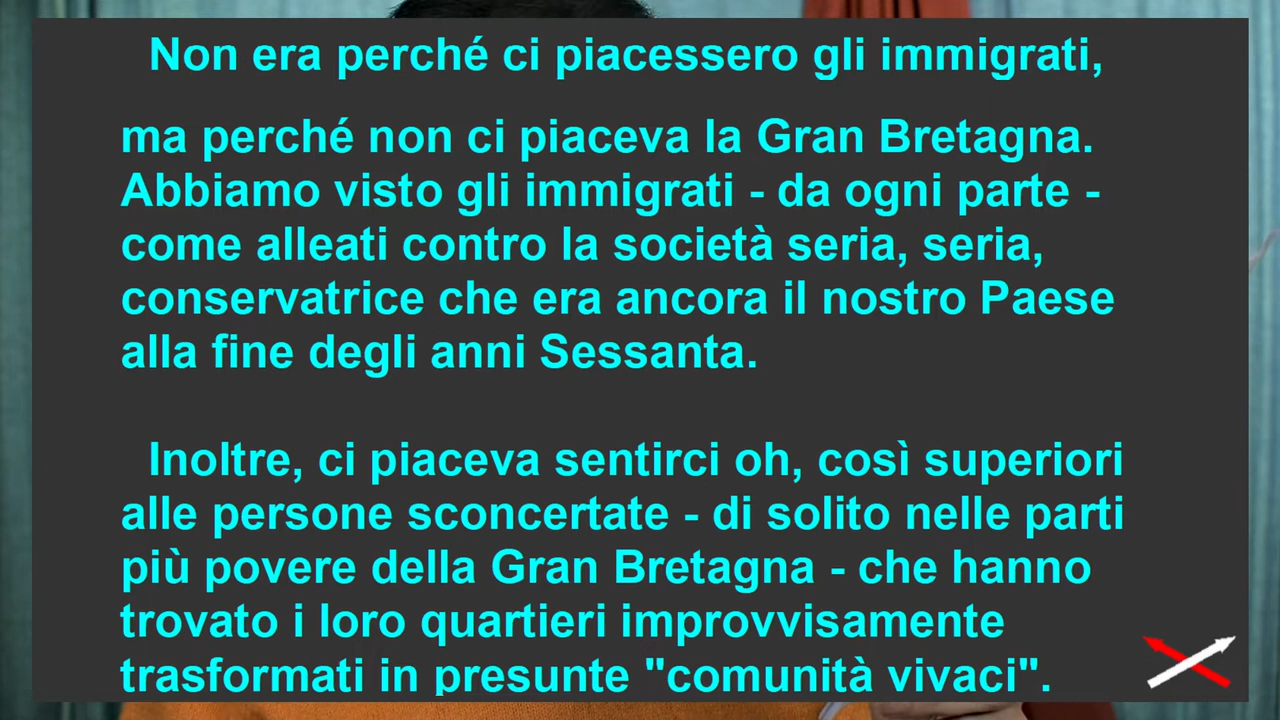 Non era perché ci piacessero gli immigrati,
ma perché non ci piaceva la Gran Bretagna.
Abbiamo visto gli immigrati - da ogni parte -
come alleati contro la società seria, seria,
conservatrice che era ancora il nostro Paese
alla fine degli anni Sessanta.
Inoltre, ci piaceva sentirci oh, così superiori
alle persone sconcertate - di solito nelle parti
più povere della Gran Bretagna - che hanno
trovato i loro quartieri improvvisamente
trasformati in presunte "comunità vivaci".